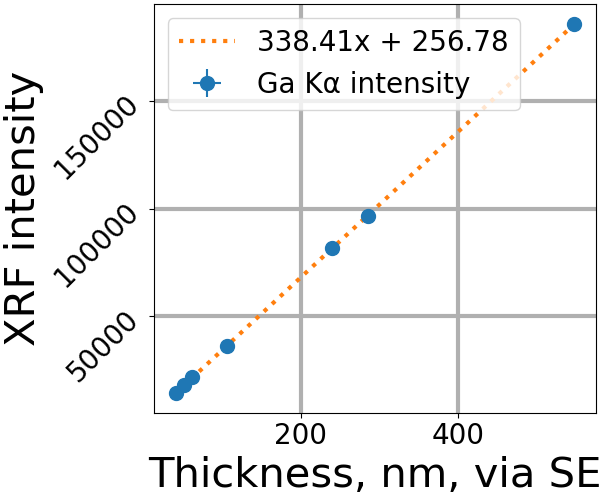 338.41x + 256.78
Ga Kα intensity
XRF intensity
150000
100000
50000
200
400
Thickness, nm, via SE